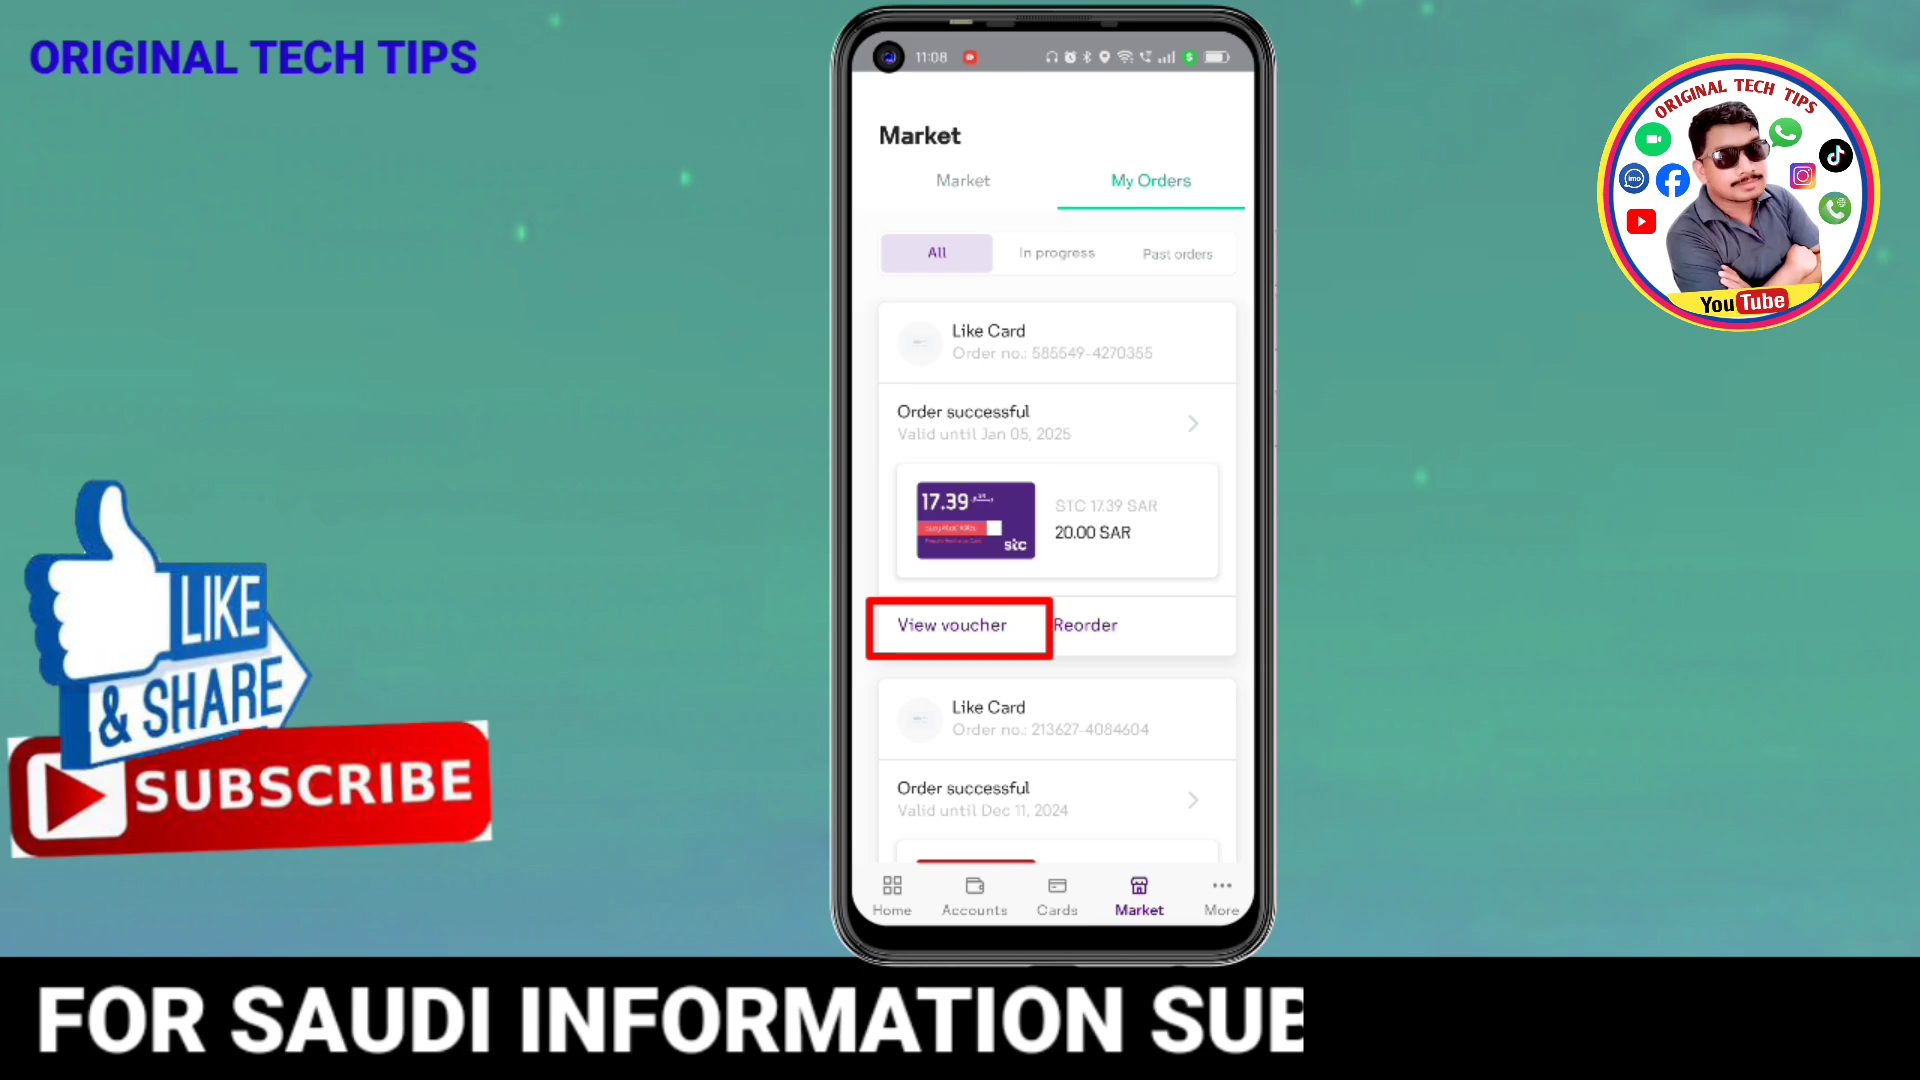 ORIGINAL TECH TIPS
11:08
Market
Market
My Orders
All
In progress
Past orders
Like Card
Order no.: 585549-4270355
Order successful
Valid until Jan 05, 2025
17.39
stc
STC 17.39 SAR
20.00 SAR
View voucher
Reorder
Like Card
Order no.: 213627-4084604
Order successful
Valid until Dec 11, 2024
Home
Accounts
Cards
Market
More
ORIGINAL TECH TIPS
imo
YouTube
LIKE
& SHARE
SUBSCRIBE
FOR SAUDI INFORMATION SUB